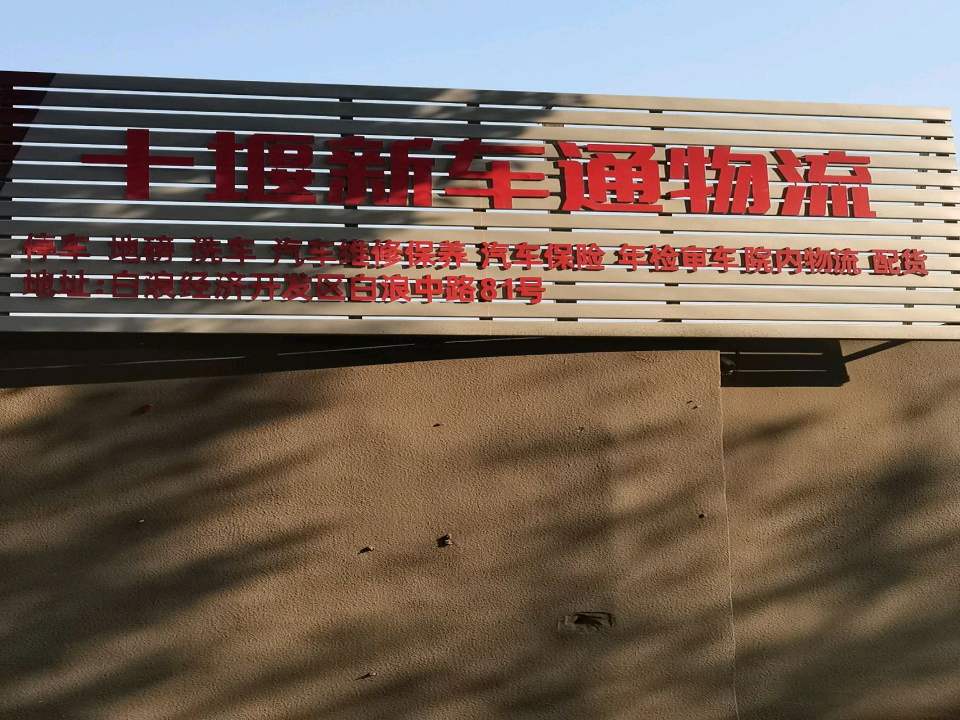 十堰新车通物流
停车 地磅 洗车 汽车维修保养 汽车保险 年检审车 院内物流 配货
地址:白浪经济开发区白浪中路81号